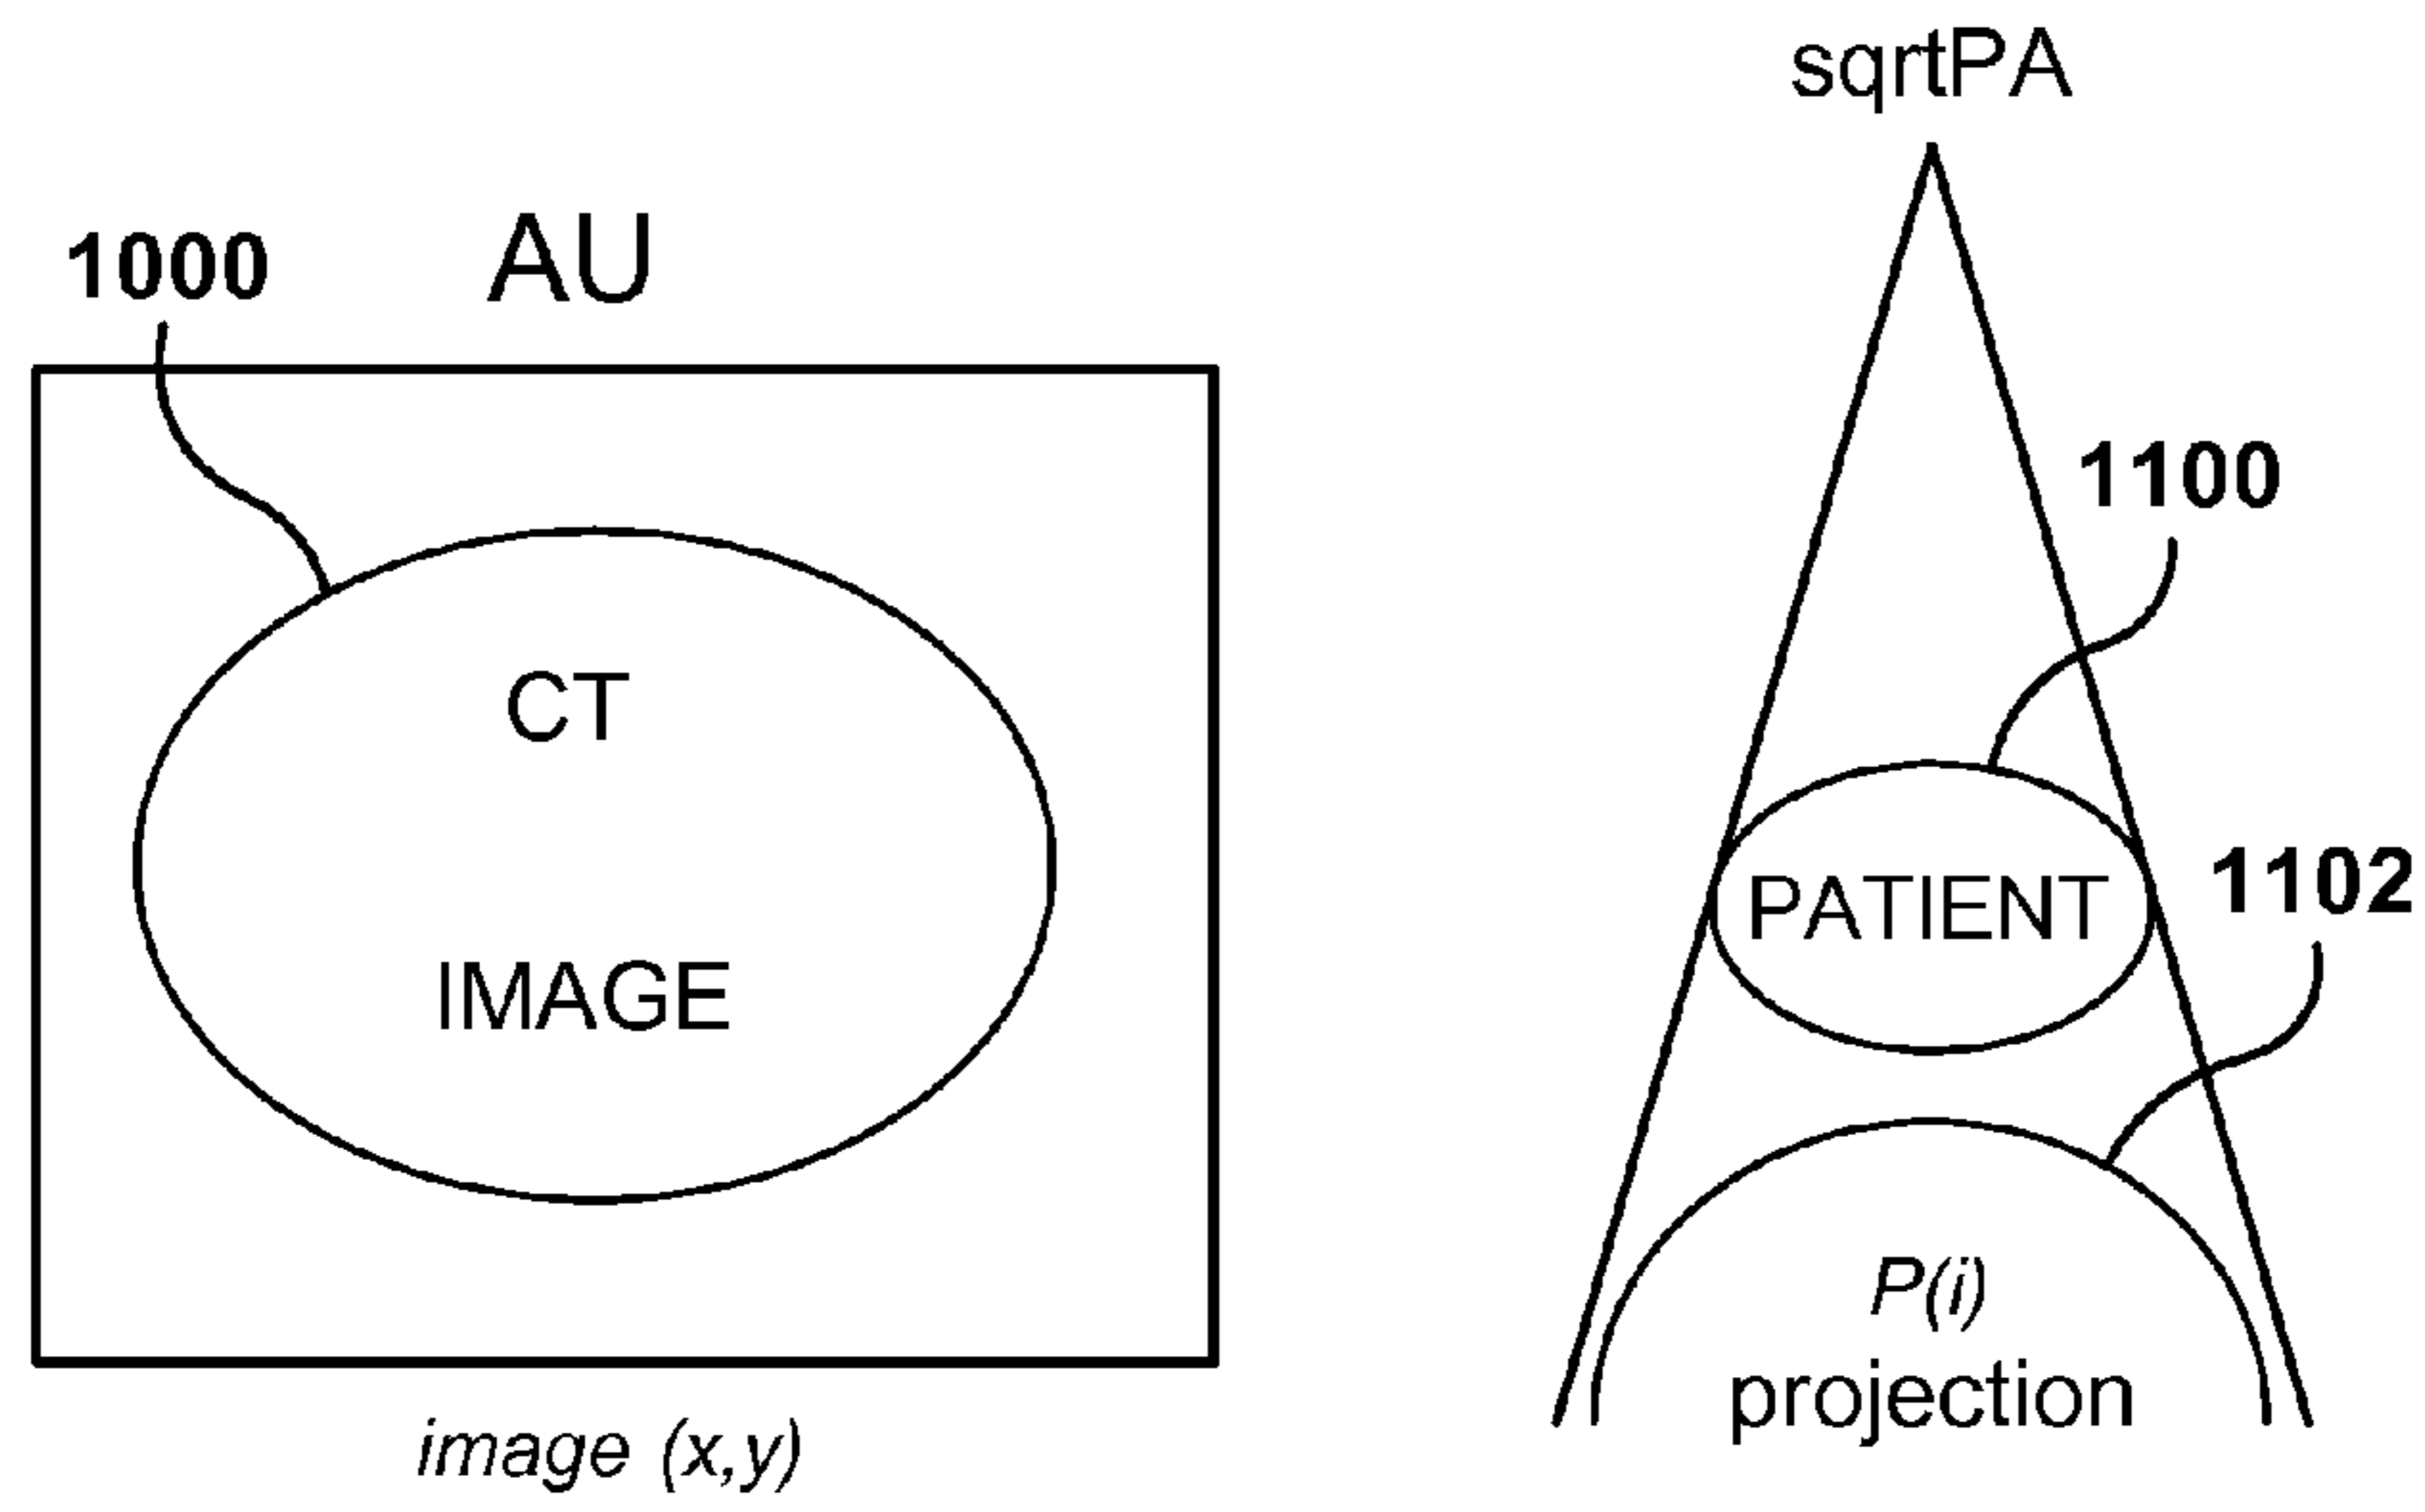 1000
AU
CT
IMAGE
image (x,y)
sqrtPA
1100
PATIENT
1102
P(i)
projection